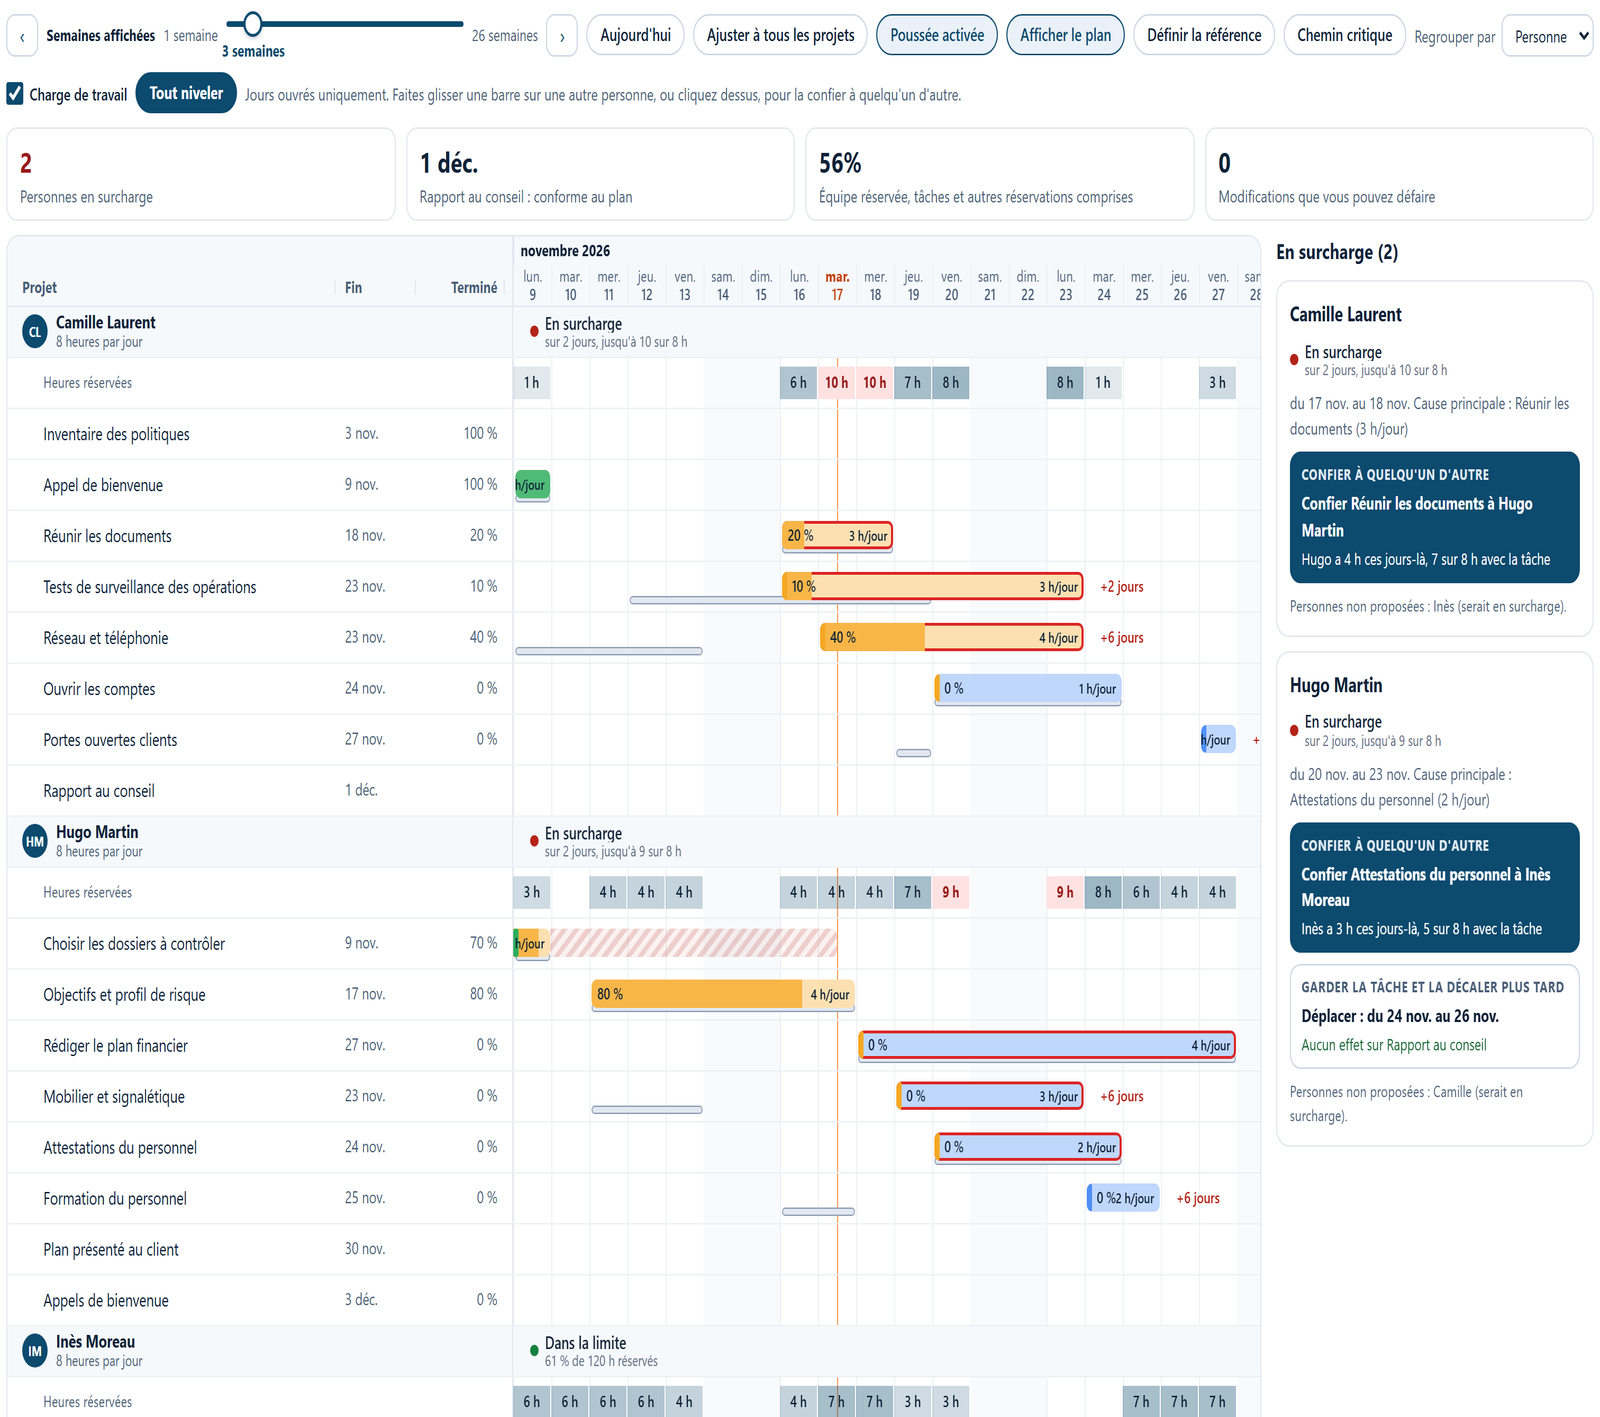 ‹ Semaines affichées 1 semaine 3 semaines 26 semaines › Aujourd'hui Ajuster à tous les projets Poussée activée Afficher le plan Définir la référence Chemin critique Regrouper par Personne
Charge de travail Tout niveler Jours ouvrés uniquement. Faites glisser une barre sur une autre personne, ou cliquez dessus, pour la confier à quelqu'un d'autre.
2
Personnes en surcharge
1 déc.
Rapport au conseil : conforme au plan
56%
Équipe réservée, tâches et autres réservations comprises
0
Modifications que vous pouvez défaire
novembre 2026
Projet Fin Terminé
lun. mar. mer. jeu. ven. sam. dim. lun. mar. mer. jeu. ven. sam. dim. lun. mar. mer. jeu. ven. sam
9 10 11 12 13 14 15 16 17 18 19 20 21 22 23 24 25 26 27 28
CL Camille Laurent
8 heures par jour
En surcharge
sur 2 jours, jusqu'à 10 sur 8 h
Heures réservées 1 h 6 h 10 h 10 h 7 h 8 h 8 h 1 h 3 h
Inventaire des politiques 3 nov. 100 %
Appel de bienvenue 9 nov. 100 % h/jour
Réunir les documents 18 nov. 20 % 20 % 3 h/jour
Tests de surveillance des opérations 23 nov. 10 % 10 % 3 h/jour +2 jours
Réseau et téléphonie 23 nov. 40 % 40 % 4 h/jour +6 jours
Ouvrir les comptes 24 nov. 0 % 0 % 1 h/jour
Portes ouvertes clients 27 nov. 0 % h/jour +
Rapport au conseil 1 déc.
HM Hugo Martin
8 heures par jour
En surcharge
sur 2 jours, jusqu'à 9 sur 8 h
Heures réservées 3 h 4 h 4 h 4 h 4 h 4 h 4 h 7 h 9 h 9 h 8 h 6 h 4 h 4 h
Choisir les dossiers à contrôler 9 nov. 70 % h/jour
Objectifs et profil de risque 17 nov. 80 % 80 % 4 h/jour
Rédiger le plan financier 27 nov. 0 % 0 % 4 h/jour
Mobilier et signalétique 23 nov. 0 % 0 % 3 h/jour +6 jours
Attestations du personnel 24 nov. 0 % 0 % 2 h/jour
Formation du personnel 25 nov. 0 % 0 %2 h/jour +6 jours
Plan présenté au client 30 nov.
Appels de bienvenue 3 déc. 0 %
IM Inès Moreau
8 heures par jour
Dans la limite
61 % de 120 h réservés
Heures réservées 6 h 6 h 6 h 6 h 4 h 4 h 7 h 7 h 3 h 3 h 7 h 7 h 7 h
En surcharge (2)
Camille Laurent
En surcharge
sur 2 jours, jusqu'à 10 sur 8 h
du 17 nov. au 18 nov. Cause principale : Réunir les
documents (3 h/jour)
CONFIER À QUELQU'UN D'AUTRE
Confier Réunir les documents à Hugo
Martin
Hugo a 4 h ces jours-là, 7 sur 8 h avec la tâche
Personnes non proposées : Inès (serait en surcharge).
Hugo Martin
En surcharge
sur 2 jours, jusqu'à 9 sur 8 h
du 20 nov. au 23 nov. Cause principale :
Attestations du personnel (2 h/jour)
CONFIER À QUELQU'UN D'AUTRE
Confier Attestations du personnel à Inès
Moreau
Inès a 3 h ces jours-là, 5 sur 8 h avec la tâche
GARDER LA TÂCHE ET LA DÉCALER PLUS TARD
Déplacer : du 24 nov. au 26 nov.
Aucun effet sur Rapport au conseil
Personnes non proposées : Camille (serait en
surcharge).